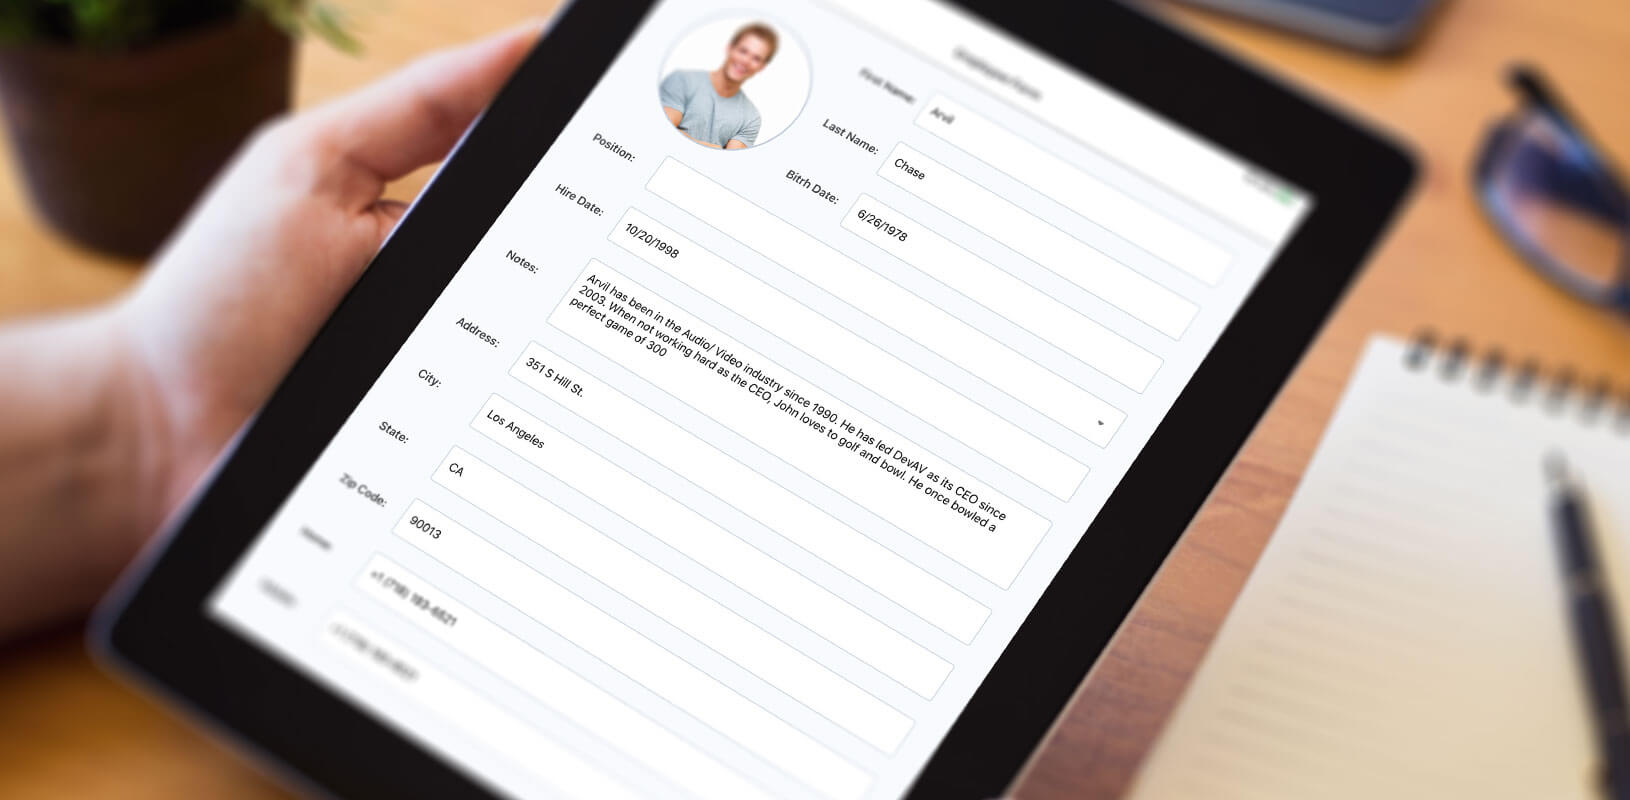 Employee Form
First Name: Arvil
Last Name: Chase
Bitrh Date: 6/26/1978
Position:
Hire Date: 10/20/1998
Notes: Arvil has been in the Audio/ Video industry since 1990. He has led DevAV as its CEO since
2003. When not working hard as the CEO, John loves to golf and bowl. He once bowled a
perfect game of 300
Address: 351 S Hill St.
City: Los Angeles
State: CA
Zip Code: 90013
Home: +1 (718) 193-6521